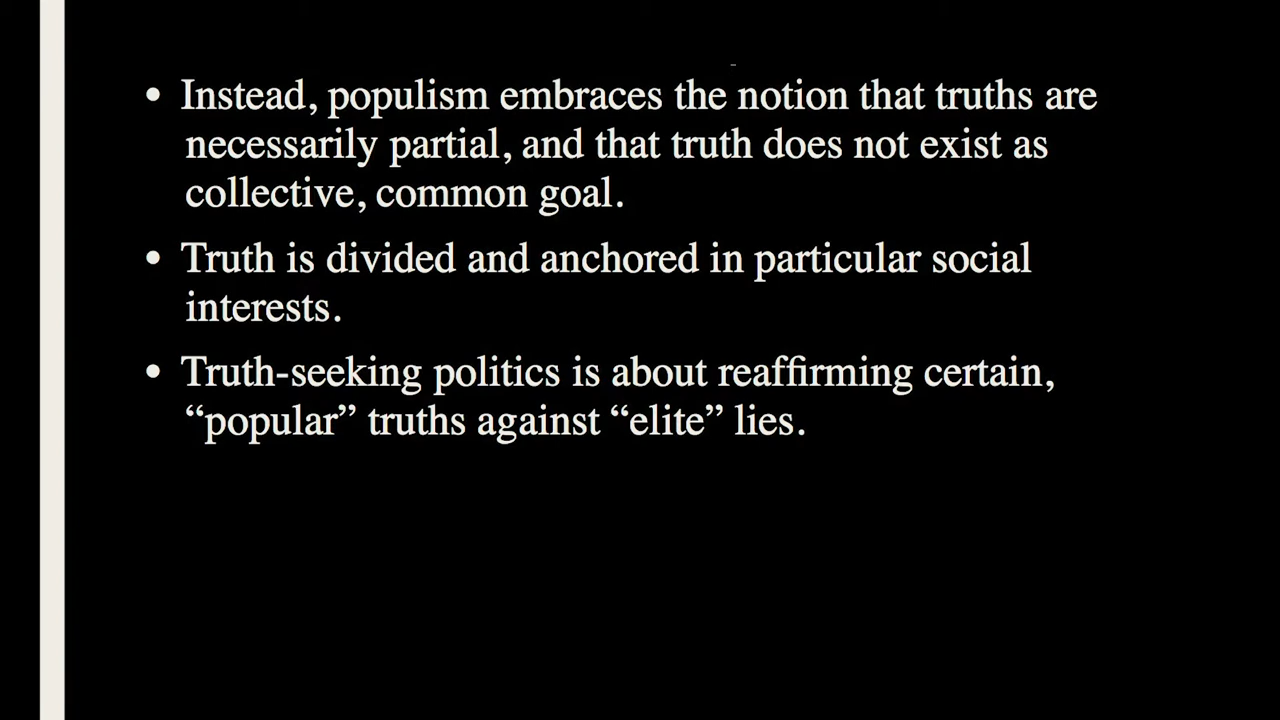 • Instead, populism embraces the notion that truths are
necessarily partial, and that truth does not exist as
collective, common goal.
• Truth is divided and anchored in particular social
interests.
• Truth-seeking politics is about reaffirming certain,
“popular” truths against “elite” lies.